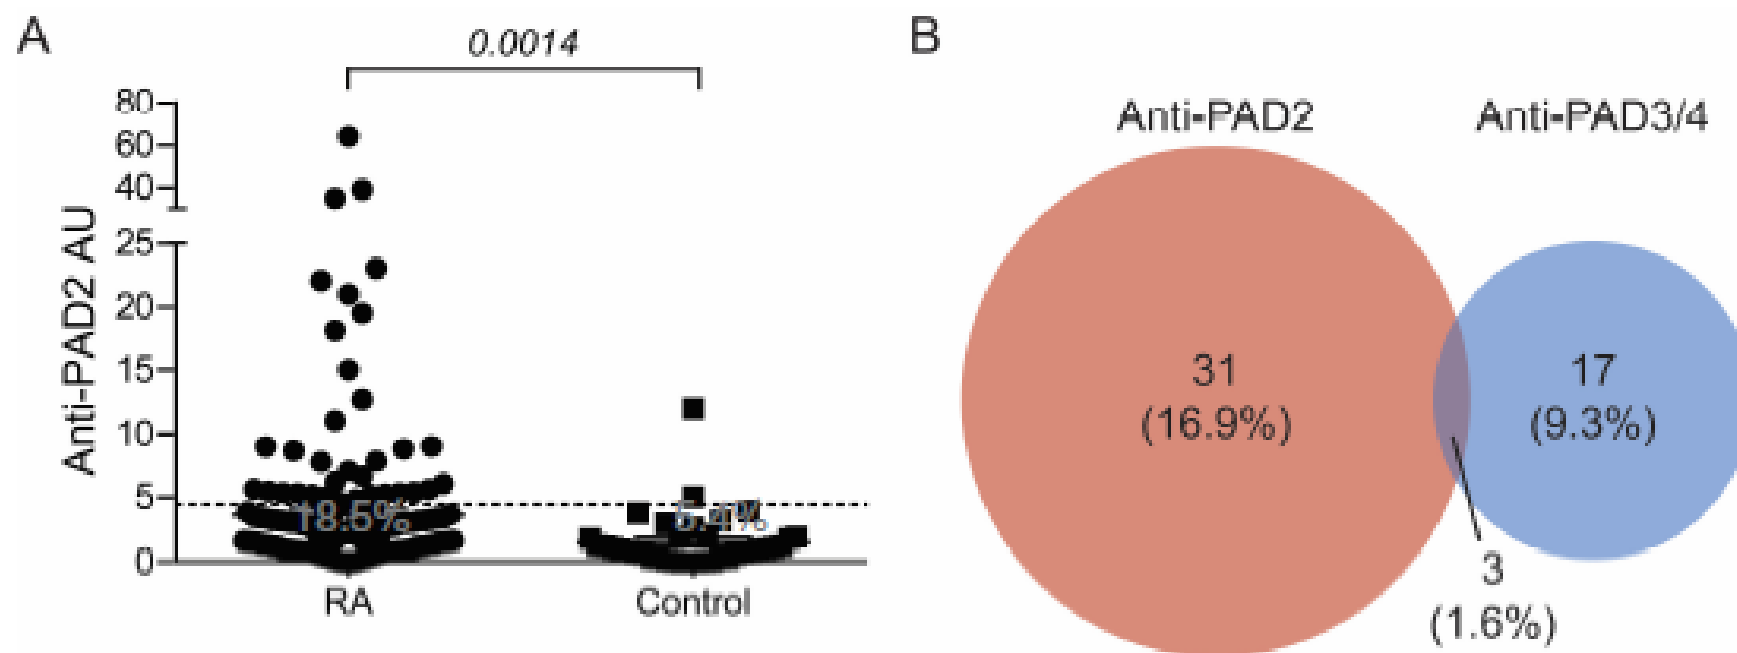 A
0.0014
80
60
40
25
20
15
10
5
0
Anti-PAD2 AU
18.5%
5.4%
RA
Control
B
Anti-PAD2
Anti-PAD3/4
31
(16.9%)
17
(9.3%)
3
(1.6%)